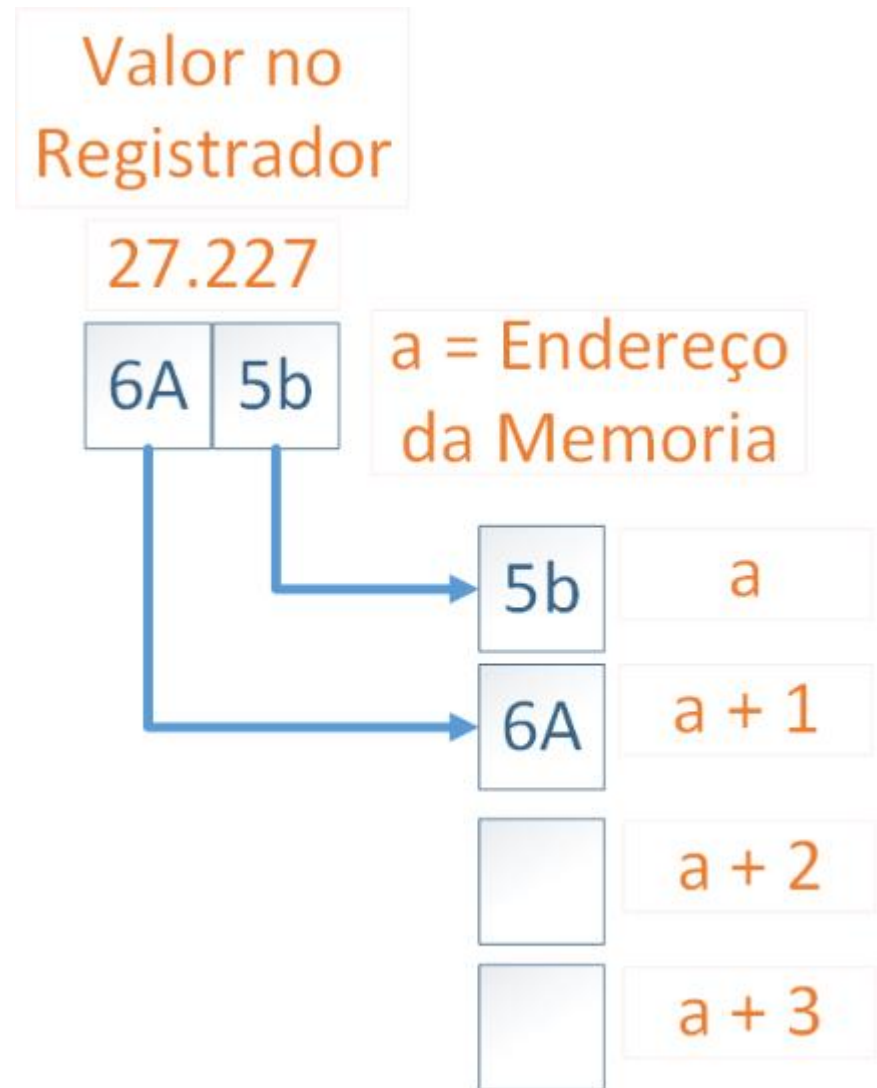 Valor no
Registrador
27.227
6A 5b
a = Endereço
da Memoria
5b a
6A a + 1
a + 2
a + 3